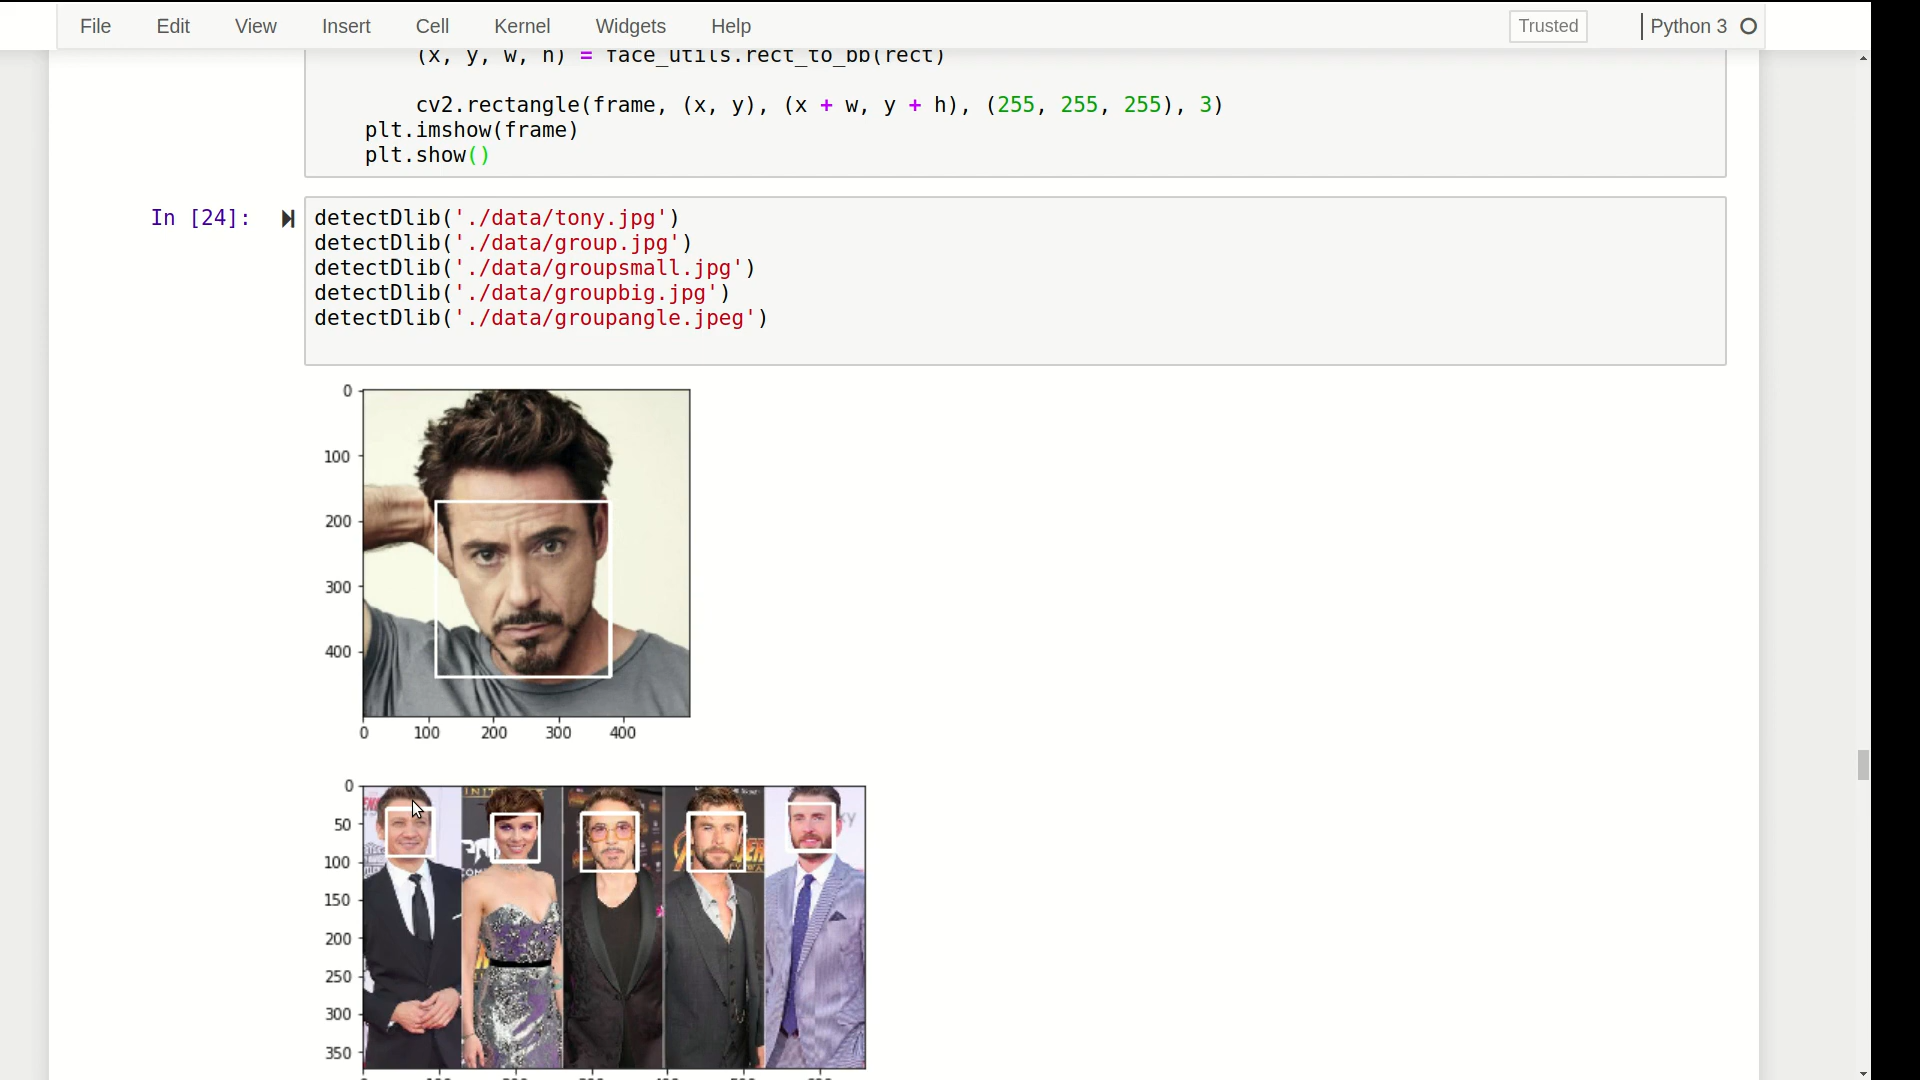 File Edit View Insert Cell Kernel Widgets Help Trusted Python 3
(x, y, w, h) = face_utils.rect_to_bb(rect)
cv2.rectangle(frame, (x, y), (x + w, y + h), (255, 255, 255), 3)
plt.imshow(frame)
plt.show()
In [24]:
detectDlib('./data/tony.jpg')
detectDlib('./data/group.jpg')
detectDlib('./data/groupsmall.jpg')
detectDlib('./data/groupbig.jpg')
detectDlib('./data/groupangle.jpeg')
0
100
200
300
400
0 100 200 300 400
0
50
100
150
200
250
300
350